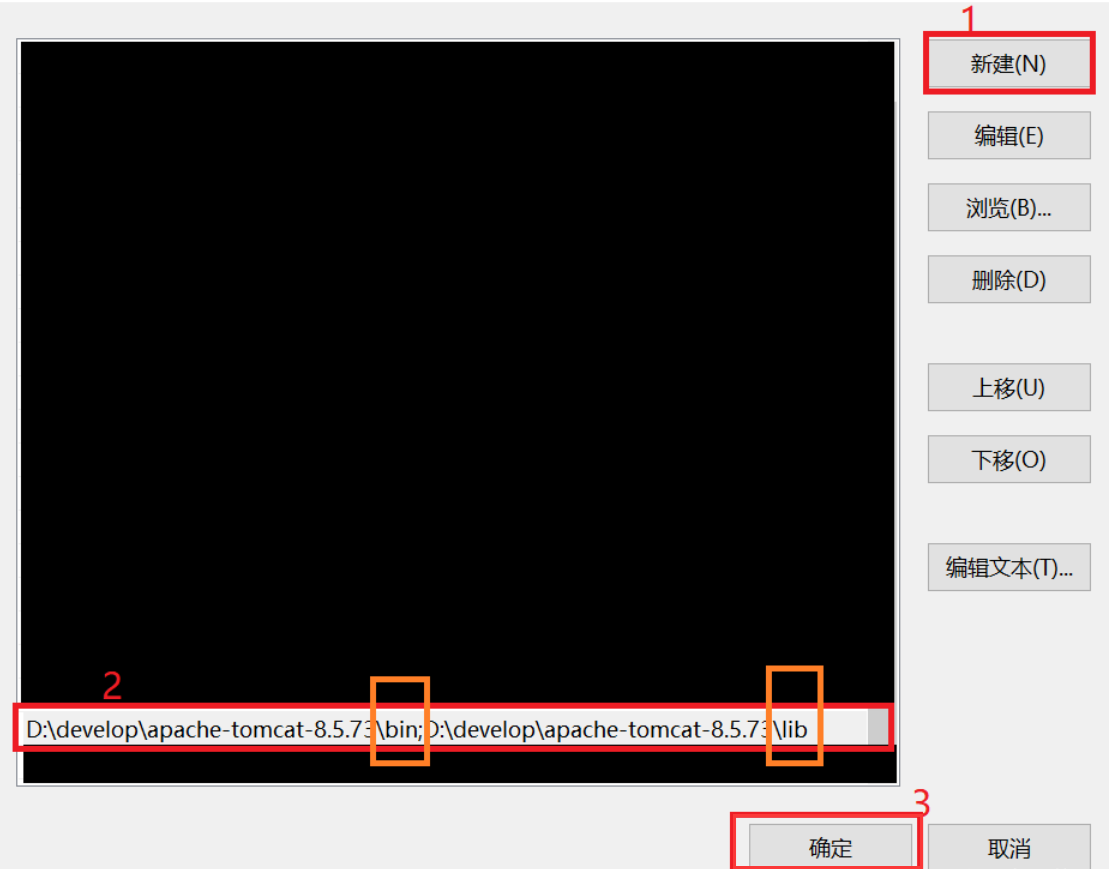 1
新建(N)
编辑(E)
浏览(B)...
删除(D)
上移(U)
下移(O)
编辑文本(T)...
2
D:\develop\apache-tomcat-8.5.73\bin;D:\develop\apache-tomcat-8.5.73\lib
3
确定
取消